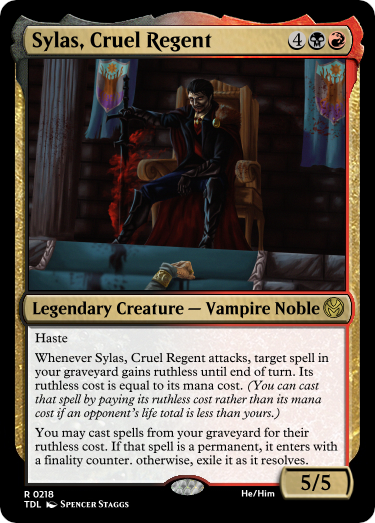 Sylas, Cruel Regent 4
Legendary Creature — Vampire Noble
Haste
Whenever Sylas, Cruel Regent attacks, target spell in
your graveyard gains ruthless until end of turn. Its
ruthless cost is equal to its mana cost. (You can cast
that spell by paying its ruthless cost rather than its mana
cost if an opponent's life total is less than yours.)
You may cast spells from your graveyard for their
ruthless cost. If that spell is a permanent, it enters with
a finality counter. otherwise, exile it as it resolves.
5/5
R 0218
He/Him
TDL Spencer Staggs